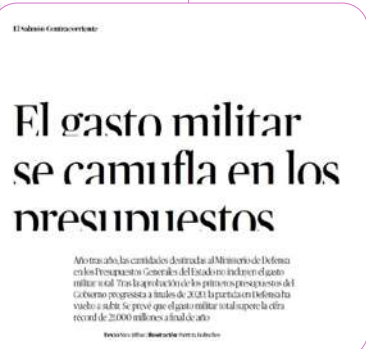 El Salmón Contracorriente
El gasto militar
se camufla en los
presupuestos
Año tras año, las cantidades destinadas al Ministerio de Defensa
en los Presupuestos Generales del Estado no incluyen el gasto
militar total. Tras la aprobación de los primeros presupuestos del
Gobierno progresista a finales de 2020, la partida en Defensa ha
vuelto a subir. Se prevé que el gasto militar total supere la cifra
récord de 21.000 millones a final de año
Texto Ilustración